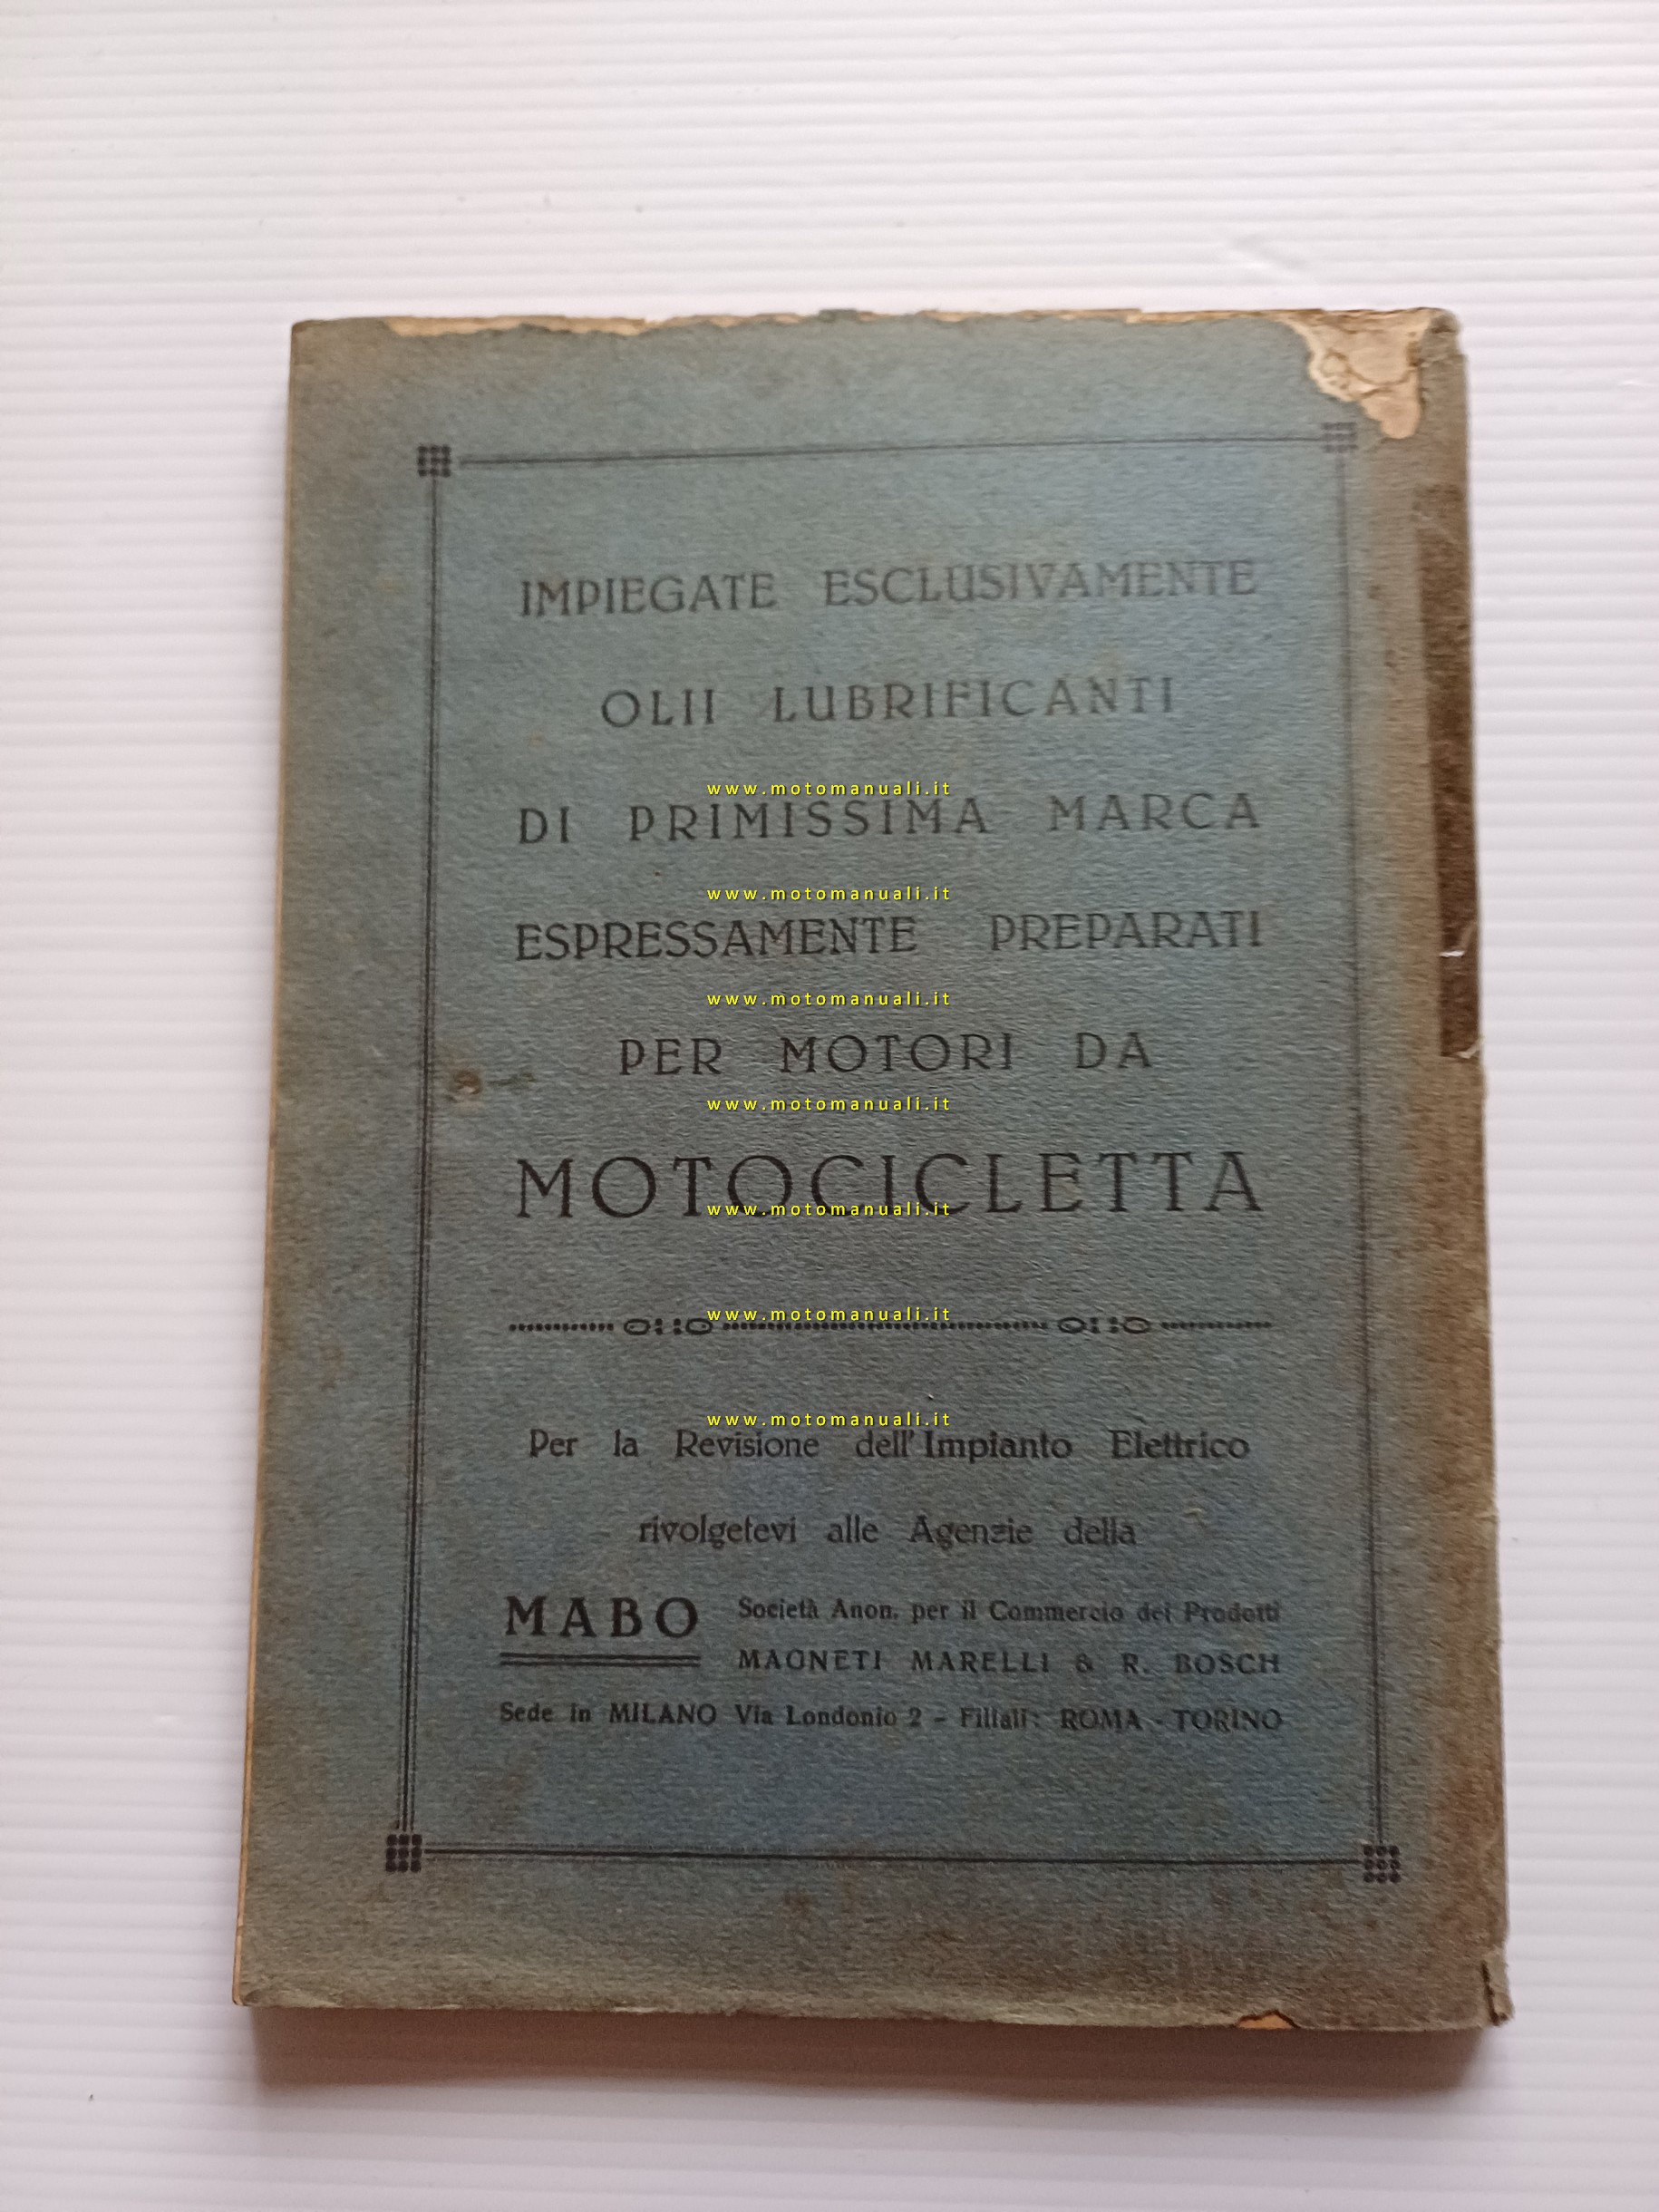 IMPIEGATE ESCLUSIVAMENTE
OLII LUBRIFICANTI
www.motomanuali.it
DI PRIMISSIMA MARCA
www.motomanuali.it
ESPRESSAMENTE PREPARATI
www.motomanuali.it
PER MOTORI DA
www.motomanuali.it
MOTOCICLETTA
www.motomanuali.it
www.motomanuali.it
www.motomanuali.it
Per la Revisione dell'Impianto Elettrico
rivolgetevi alle Agenzie della
MABO Società Anon. per il Commercio dei Prodotti
MAGNETI MARELLI & R. BOSCH
Sede in MILANO Via Londonio 2 - Filiali: ROMA - TORINO